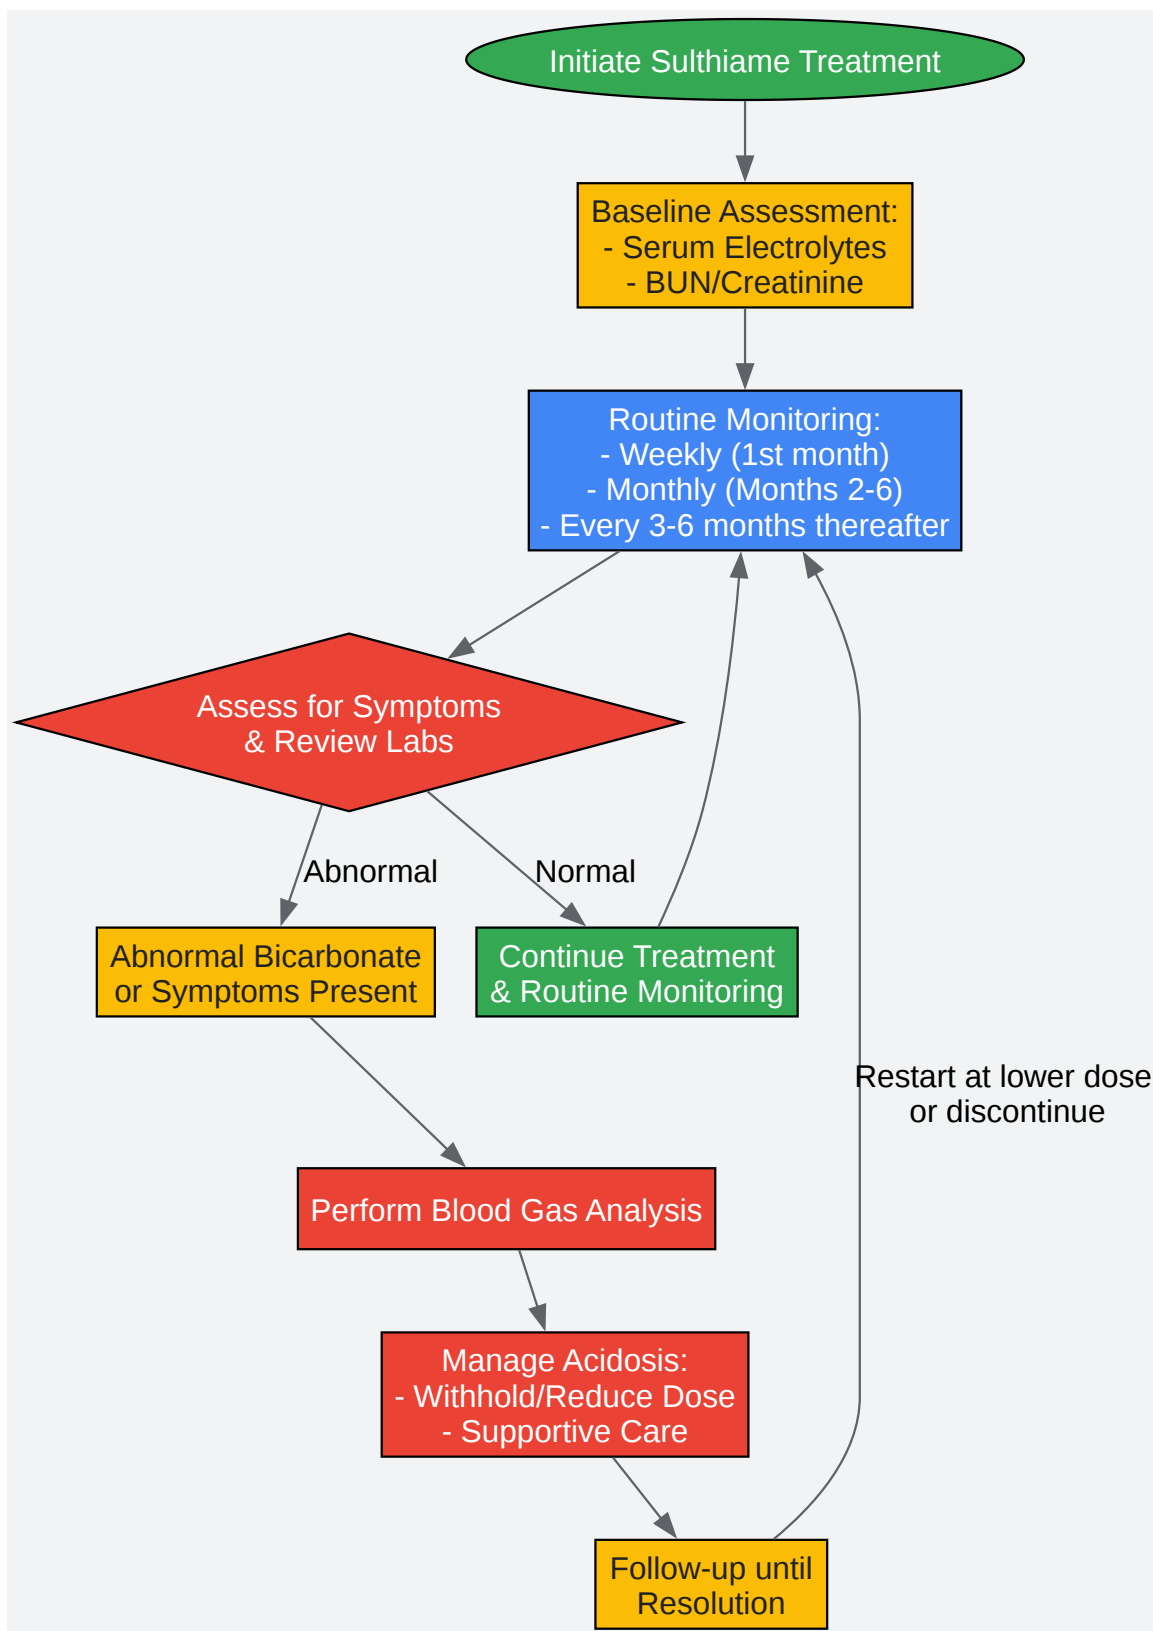 Initiate Sulthiame Treatment
Baseline Assessment:
- Serum Electrolytes
- BUN/Creatinine
Routine Monitoring:
- Weekly (1st month)
- Monthly (Months 2-6)
- Every 3-6 months thereafter
Assess for Symptoms
& Review Labs
Abnormal
Normal
Abnormal Bicarbonate
or Symptoms Present
Continue Treatment
& Routine Monitoring
Restart at lower dose
or discontinue
Perform Blood Gas Analysis
Manage Acidosis:
- Withhold/Reduce Dose
- Supportive Care
Follow-up until
Resolution